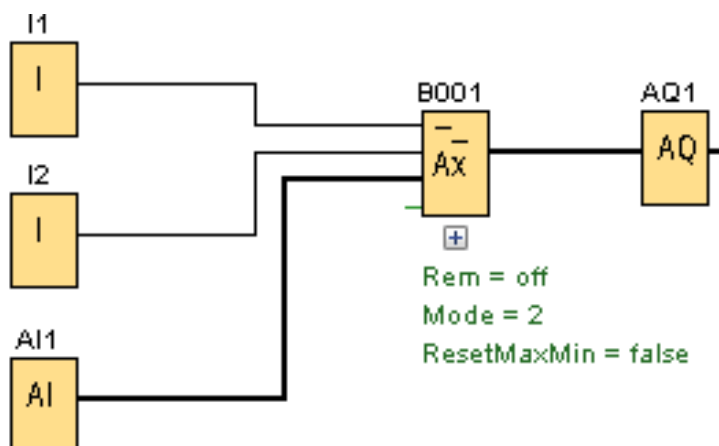 I1
I
B001
AQ1
Ax
AQ
I2
I
Rem = off
Mode = 2
ResetMaxMin = false
AI1
AI